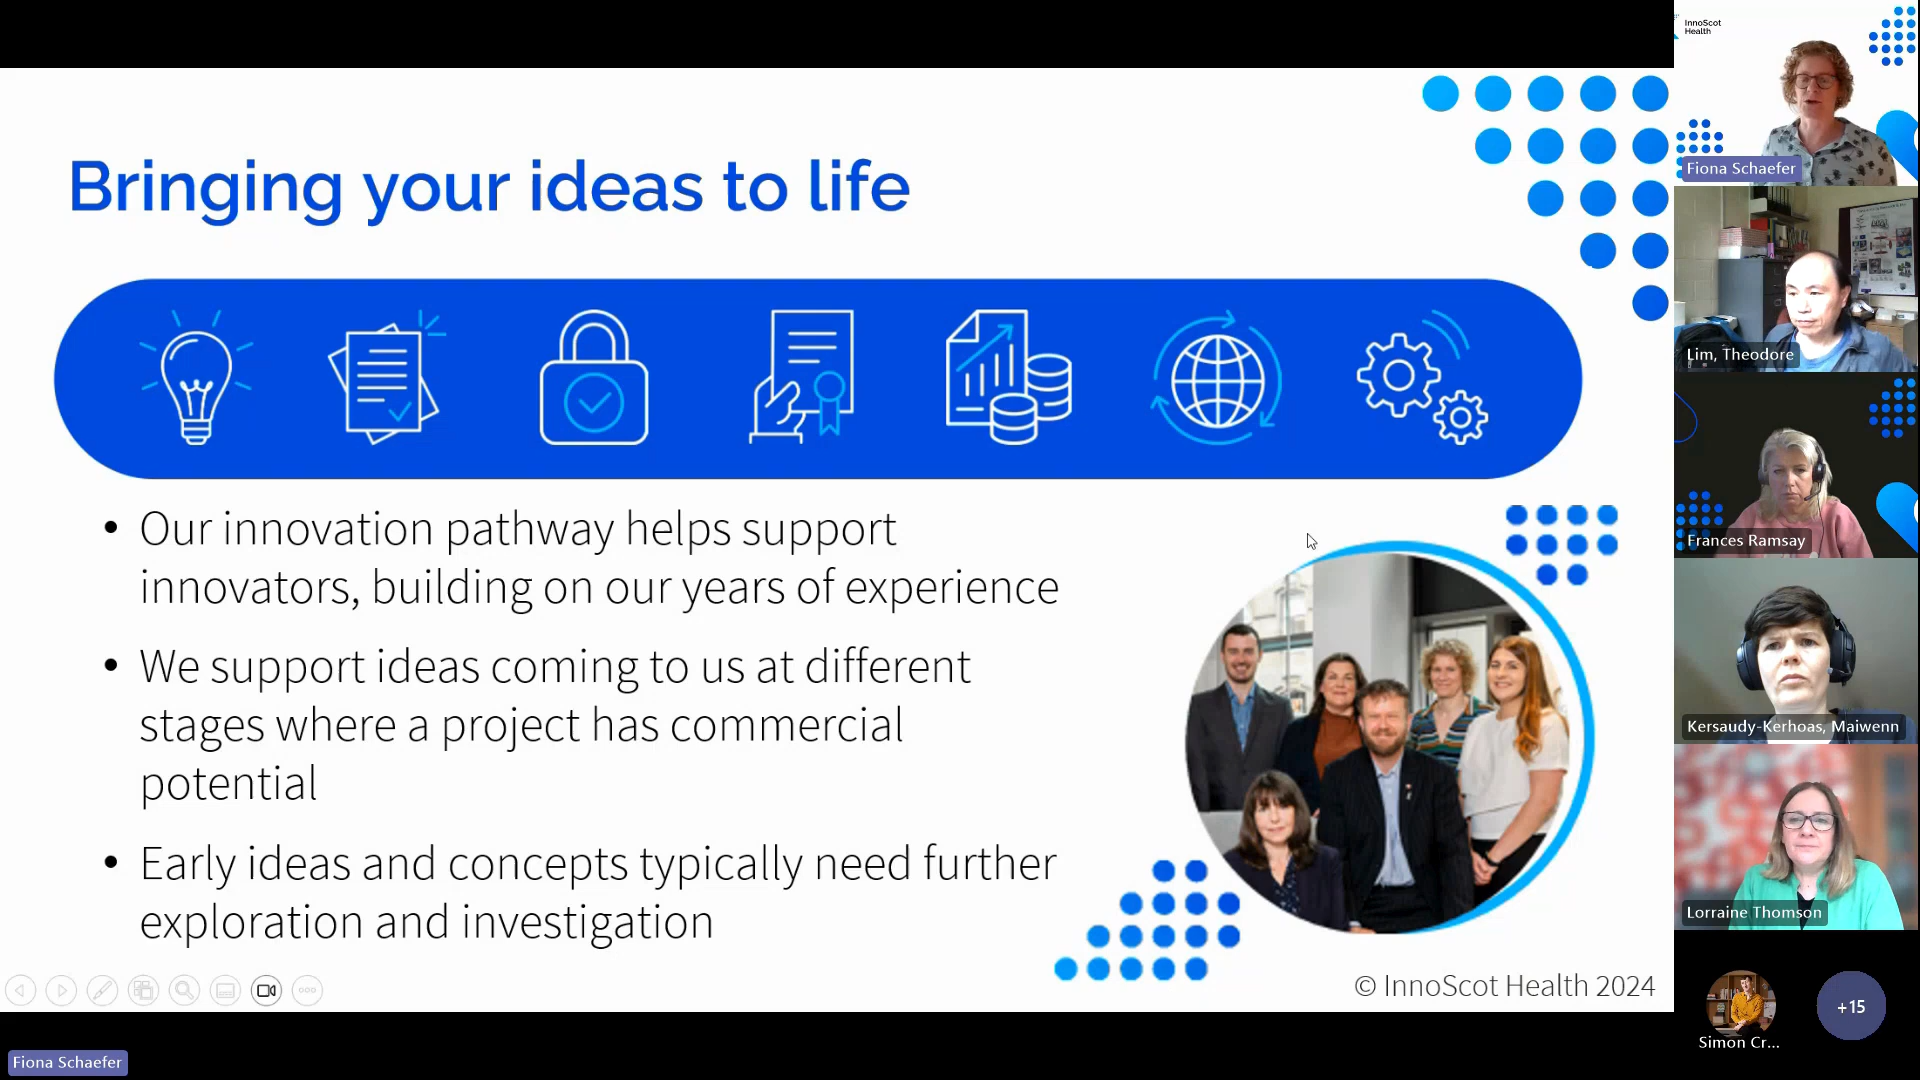 Bringing your ideas to life
• Our innovation pathway helps support
innovators, building on our years of experience
• We support ideas coming to us at different
stages where a project has commercial
potential
• Early ideas and concepts typically need further
exploration and investigation
© InnoScot Health 2024
Fiona Schaefer
InnoScot
Health
Fiona Schaefer
Lim, Theodore
Frances Ramsay
Kersaudy-Kerhoas, Maiwenn
Lorraine Thomson
Simon Cr...
+15